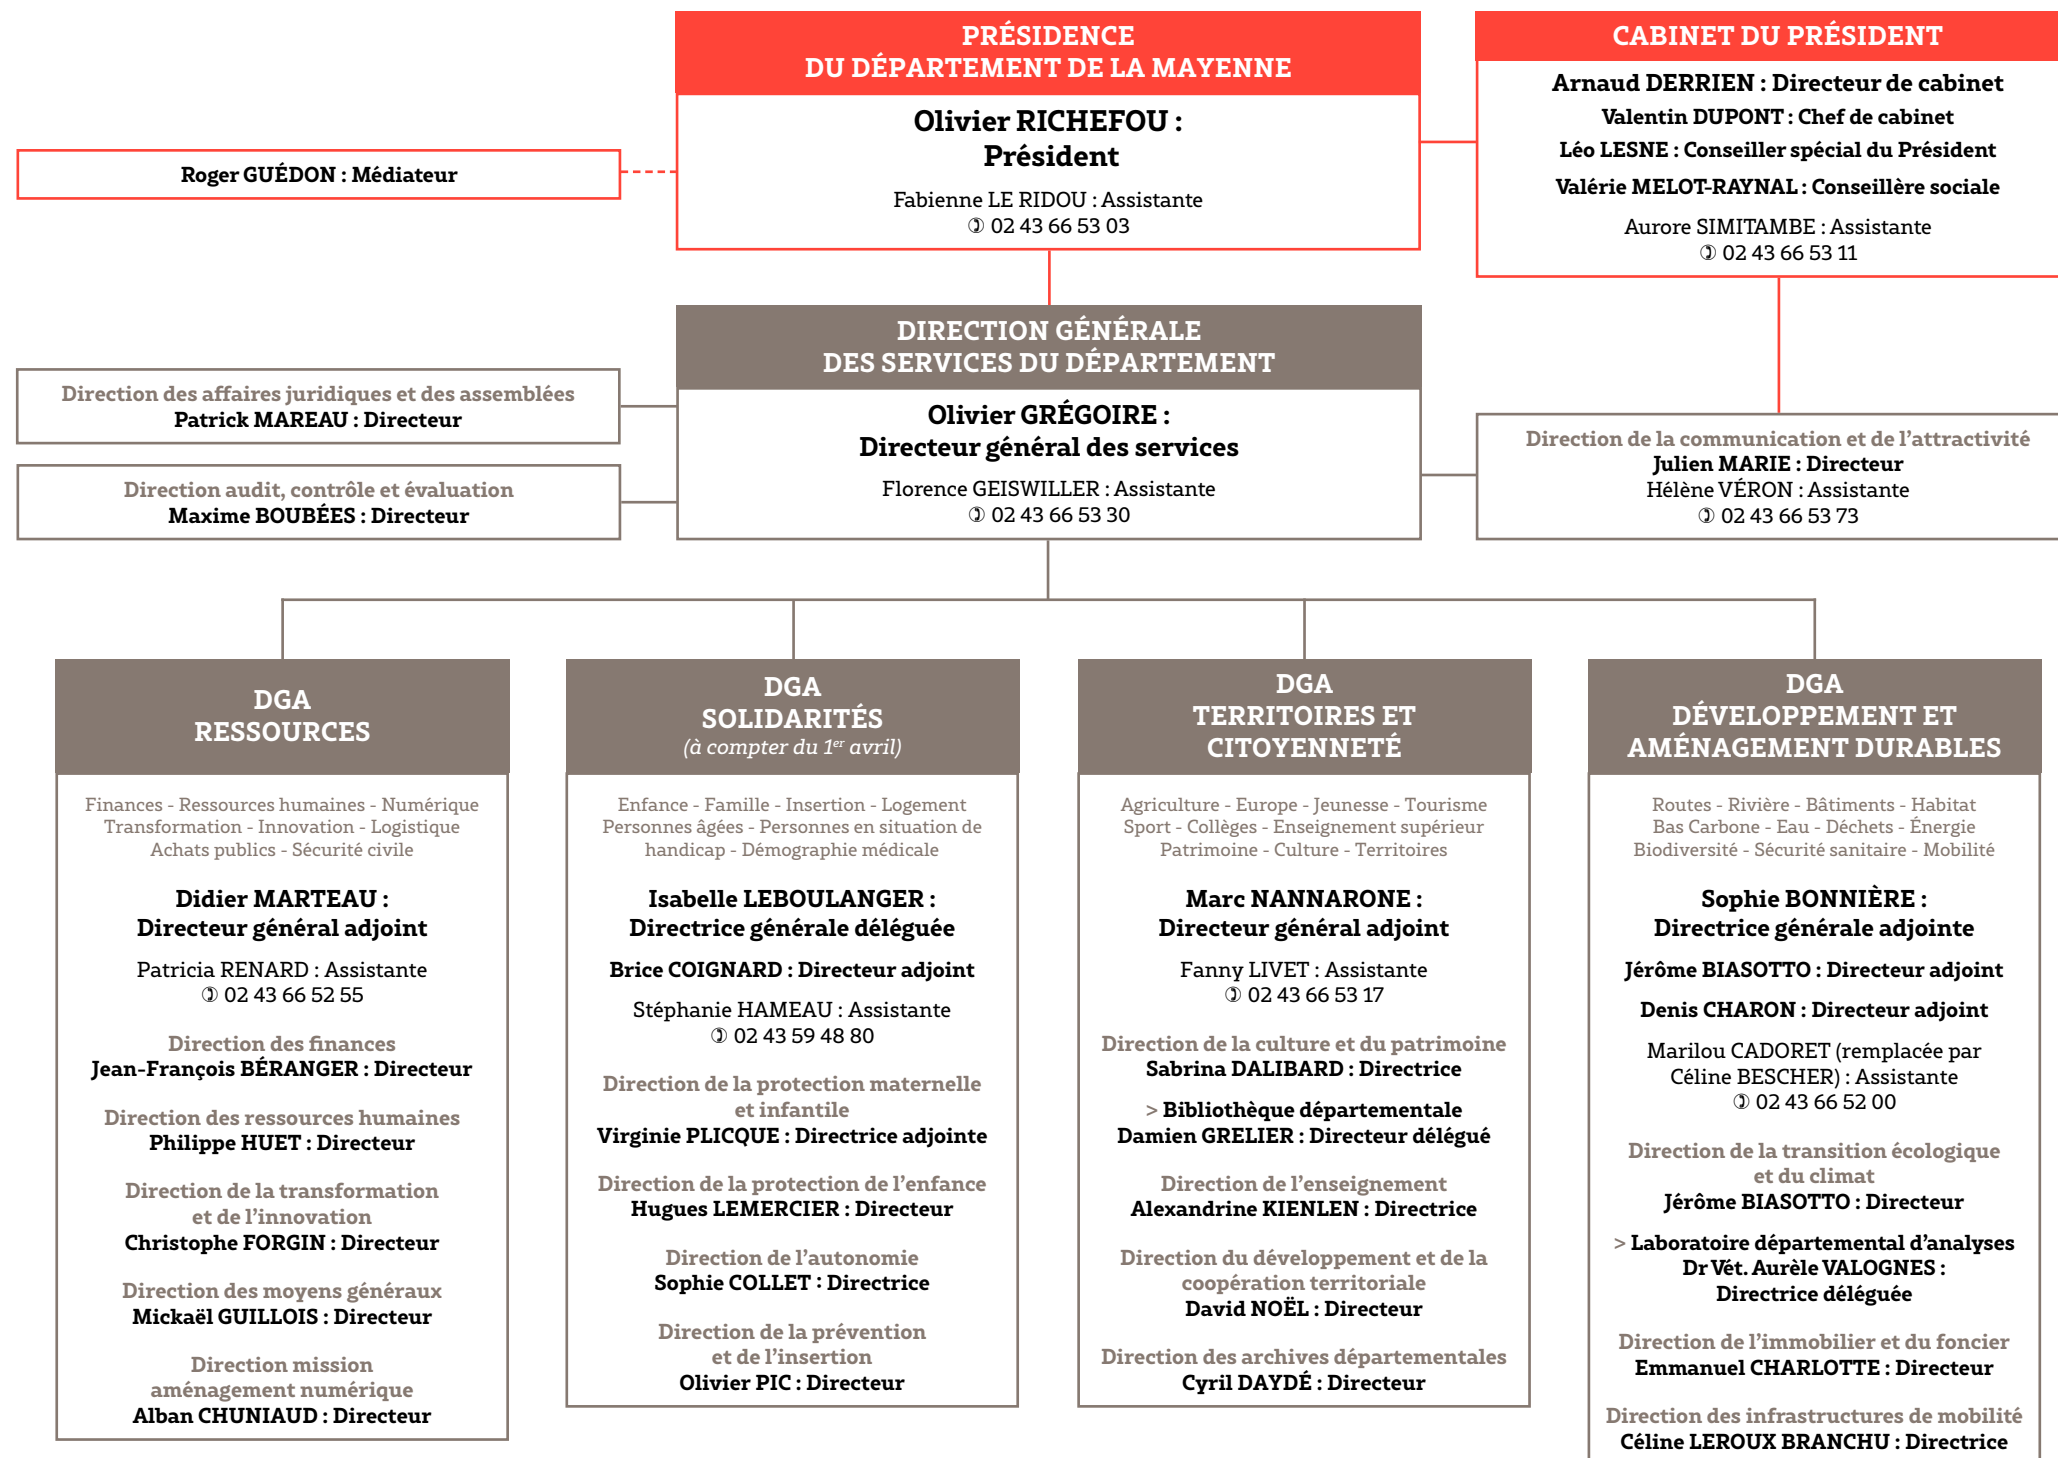 PRÉSIDENCE
DU DÉPARTEMENT DE LA MAYENNE
Olivier RICHEFOU :
Président
Fabienne LE RIDOU : Assistante
✆ 02 43 66 53 03
CABINET DU PRÉSIDENT
Arnaud DERRIEN : Directeur de cabinet
Valentin DUPONT : Chef de cabinet
Léo LESNE : Conseiller spécial du Président
Valérie MELOT-RAYNAL : Conseillère sociale
Aurore SIMITAMBE : Assistante
✆ 02 43 66 53 11
Roger GUÉDON : Médiateur
DIRECTION GÉNÉRALE
DES SERVICES DU DÉPARTEMENT
Olivier GRÉGOIRE :
Directeur général des services
Florence GEISWILLER : Assistante
✆ 02 43 66 53 30
Direction des affaires juridiques et des assemblées
Patrick MAREAU : Directeur
Direction audit, contrôle et évaluation
Maxime BOUBÉES : Directeur
Direction de la communication et de l'attractivité
Julien MARIE : Directeur
Hélène VÉRON : Assistante
✆ 02 43 66 53 73
DGA
RESSOURCES
Finances - Ressources humaines - Numérique
Transformation - Innovation - Logistique
Achats publics - Sécurité civile
Didier MARTEAU :
Directeur général adjoint
Patricia RENARD : Assistante
✆ 02 43 66 52 55
Direction des finances
Jean-François BÉRANGER : Directeur
Direction des ressources humaines
Philippe HUET : Directeur
Direction de la transformation
et de l'innovation
Christophe FORGIN : Directeur
Direction des moyens généraux
Mickaël GUILLOIS : Directeur
Direction mission
aménagement numérique
Alban CHUNIAUD : Directeur
DGA
SOLIDARITÉS
(à compter du 1er avril)
Enfance - Famille - Insertion - Logement
Personnes âgées - Personnes en situation de
handicap - Démographie médicale
Isabelle LEBOULANGER :
Directrice générale déléguée
Brice COIGNARD : Directeur adjoint
Stéphanie HAMEAU : Assistante
✆ 02 43 59 48 80
Direction de la protection maternelle
et infantile
Virginie PLICQUE : Directrice adjointe
Direction de la protection de l'enfance
Hugues LEMERCIER : Directeur
Direction de l'autonomie
Sophie COLLET : Directrice
Direction de la prévention
et de l'insertion
Olivier PIC : Directeur
DGA
TERRITOIRES ET
CITOYENNETÉ
Agriculture - Europe - Jeunesse - Tourisme
Sport - Collèges - Enseignement supérieur
Patrimoine - Culture - Territoires
Marc NANNARONE :
Directeur général adjoint
Fanny LIVET : Assistante
✆ 02 43 66 53 17
Direction de la culture et du patrimoine
Sabrina DALIBARD : Directrice
> Bibliothèque départementale
Damien GRELIER : Directeur délégué
Direction de l'enseignement
Alexandrine KIENLEN : Directrice
Direction du développement et de la
coopération territoriale
David NOËL : Directeur
Direction des archives départementales
Cyril DAYDÉ : Directeur
DGA
DÉVELOPPEMENT ET
AMÉNAGEMENT DURABLES
Routes - Rivière - Bâtiments - Habitat
Bas Carbone - Eau - Déchets - Énergie
Biodiversité - Sécurité sanitaire - Mobilité
Sophie BONNIÈRE :
Directrice générale adjointe
Jérôme BIASOTTO : Directeur adjoint
Denis CHARON : Directeur adjoint
Marilou CADORET (remplacée par
Céline BESCHER) : Assistante
✆ 02 43 66 52 00
Direction de la transition écologique
et du climat
Jérôme BIASOTTO : Directeur
> Laboratoire départemental d'analyses
Dr Vét. Aurèle VALOGNES :
Directrice déléguée
Direction de l'immobilier et du foncier
Emmanuel CHARLOTTE : Directeur
Direction des infrastructures de mobilité
Céline LEROUX BRANCHU : Directrice